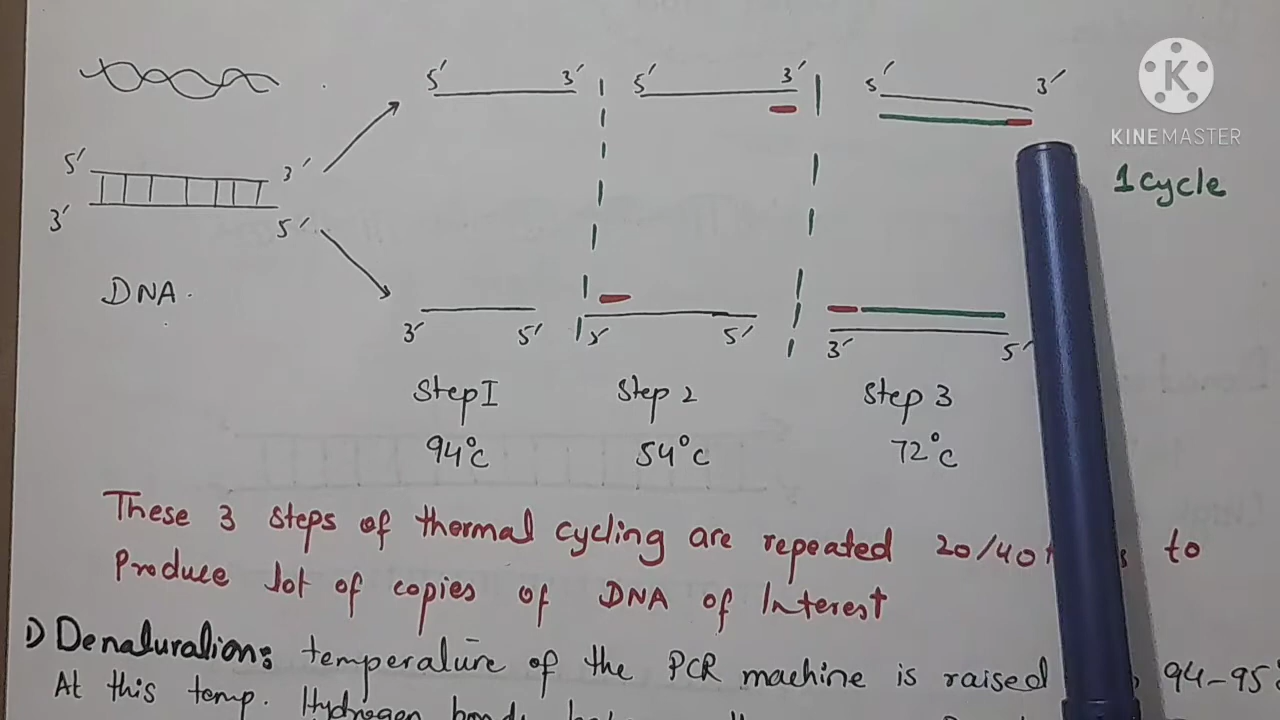 5′ 3′ 5′ 3′ 5′ 3′
K
KINEMASTER
5′ 3′
1 cycle
3′ 5′
DNA.
3′ 5′ 5′ 3′ 5′
Step I Step 2 Step 3
94°c 54°c 72°c
These 3 steps of thermal cycling are repeated 20/40 to
Produce lot of copies of DNA of Interest
1) Denaturation: temperature of the PCR machine is raised 94-95°
At this temp. Hydrogen